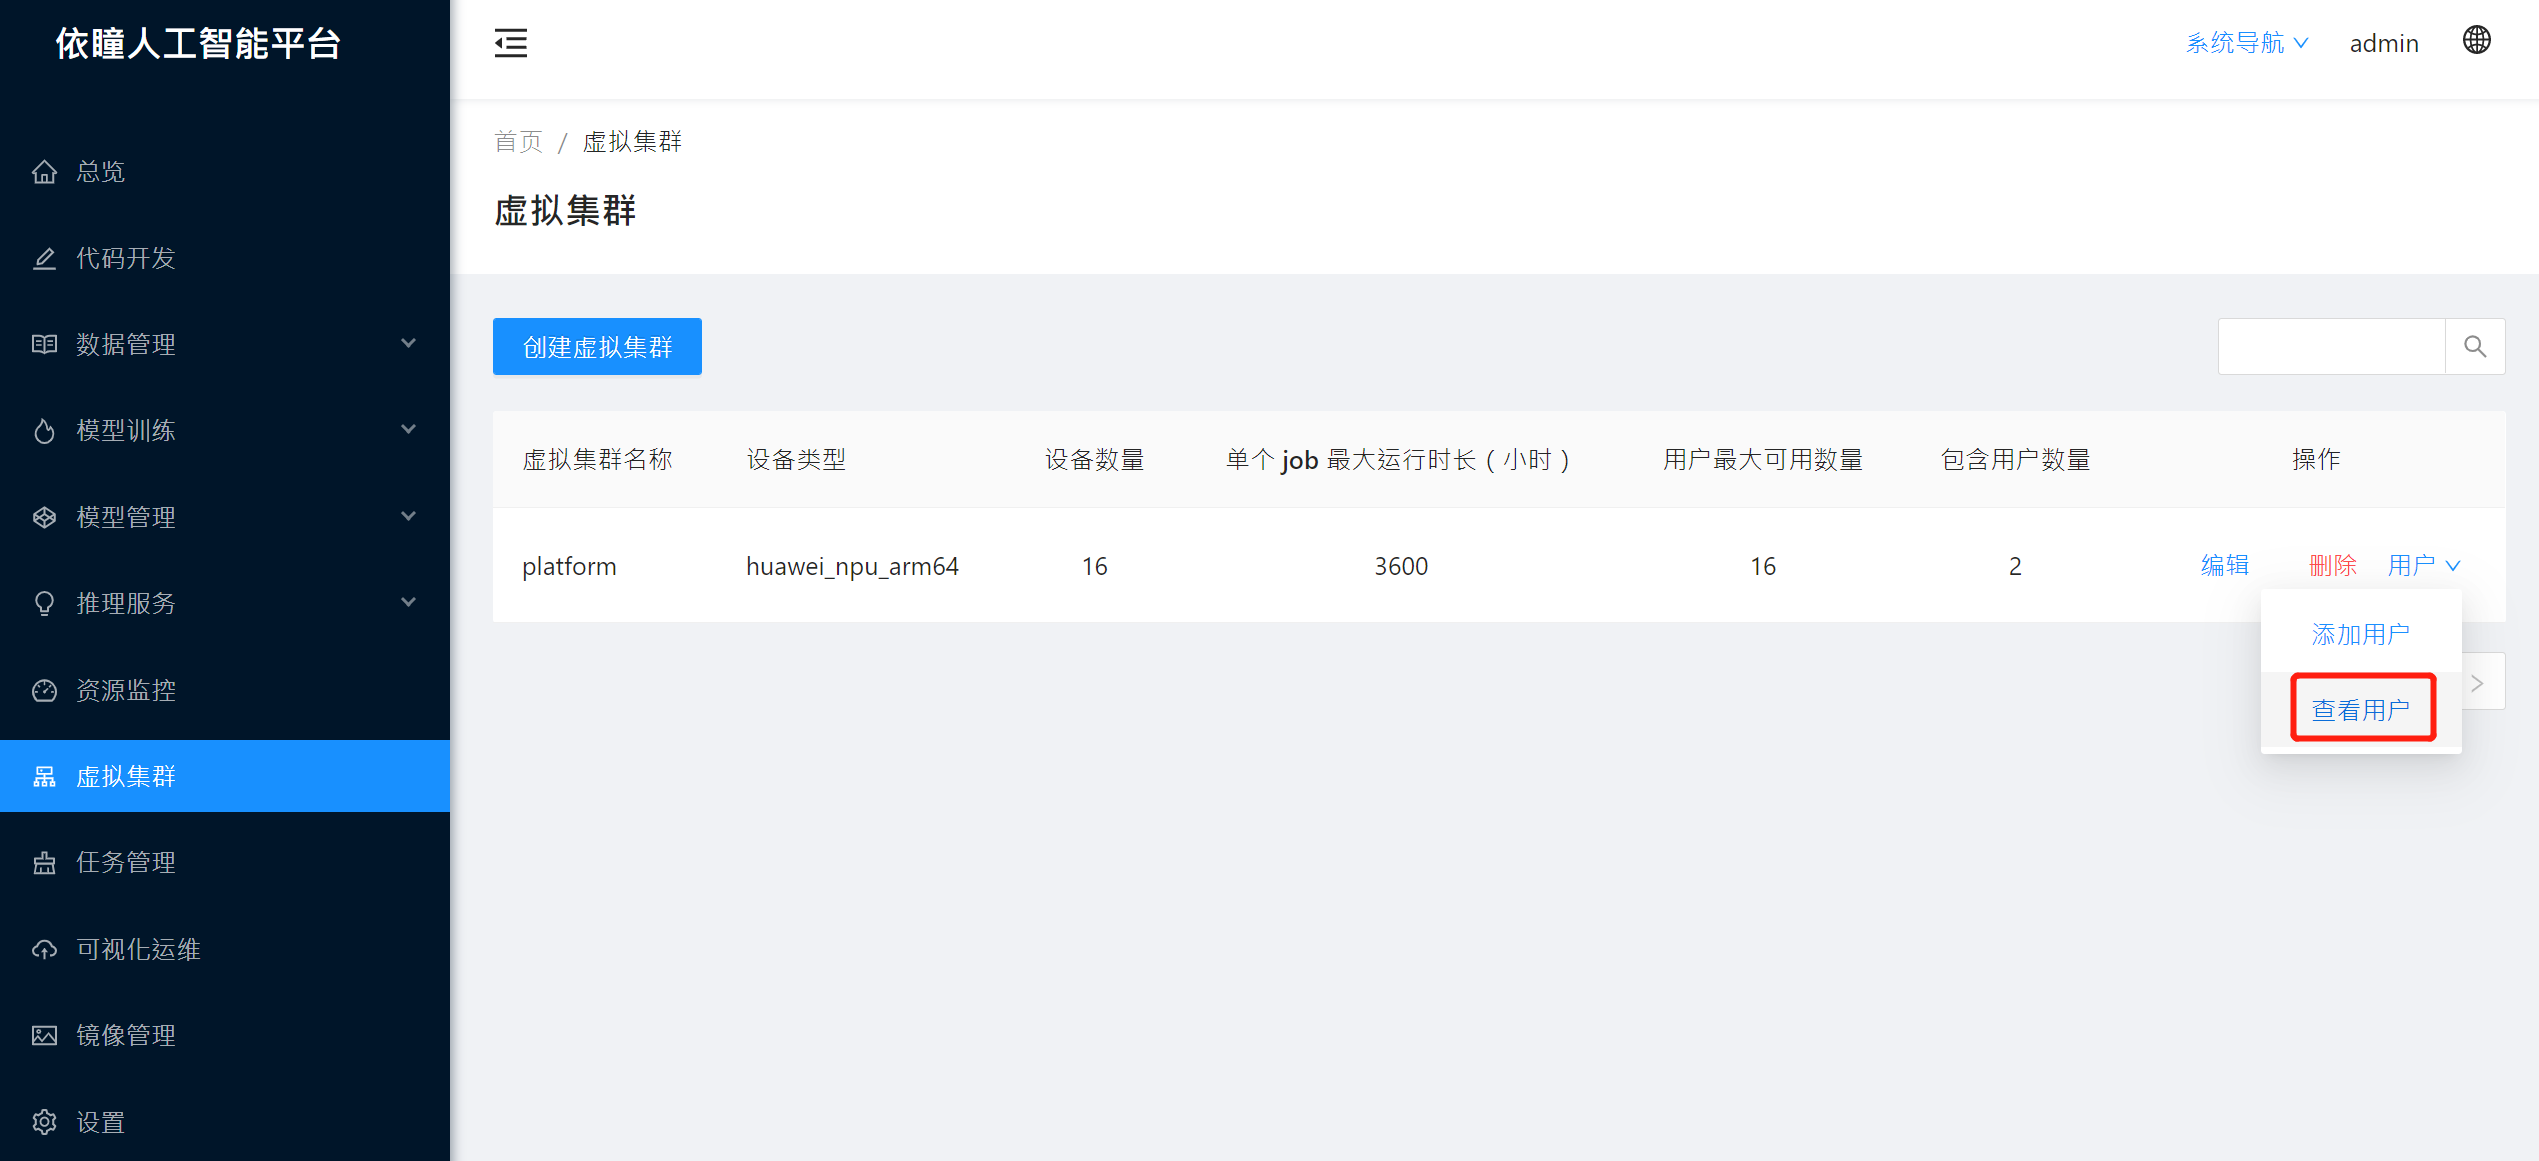 依瞳人工智能平台
系统导航
admin
首页 / 虚拟集群
虚拟集群
总览
代码开发
数据管理
模型训练
模型管理
推理服务
资源监控
虚拟集群
任务管理
可视化运维
镜像管理
设置
创建虚拟集群
虚拟集群名称 设备类型 设备数量 单个 job 最大运行时长（小时） 用户最大可用数量 包含用户数量 操作
platform huawei_npu_arm64 16 3600 16 2 编辑 删除 用户
添加用户
查看用户